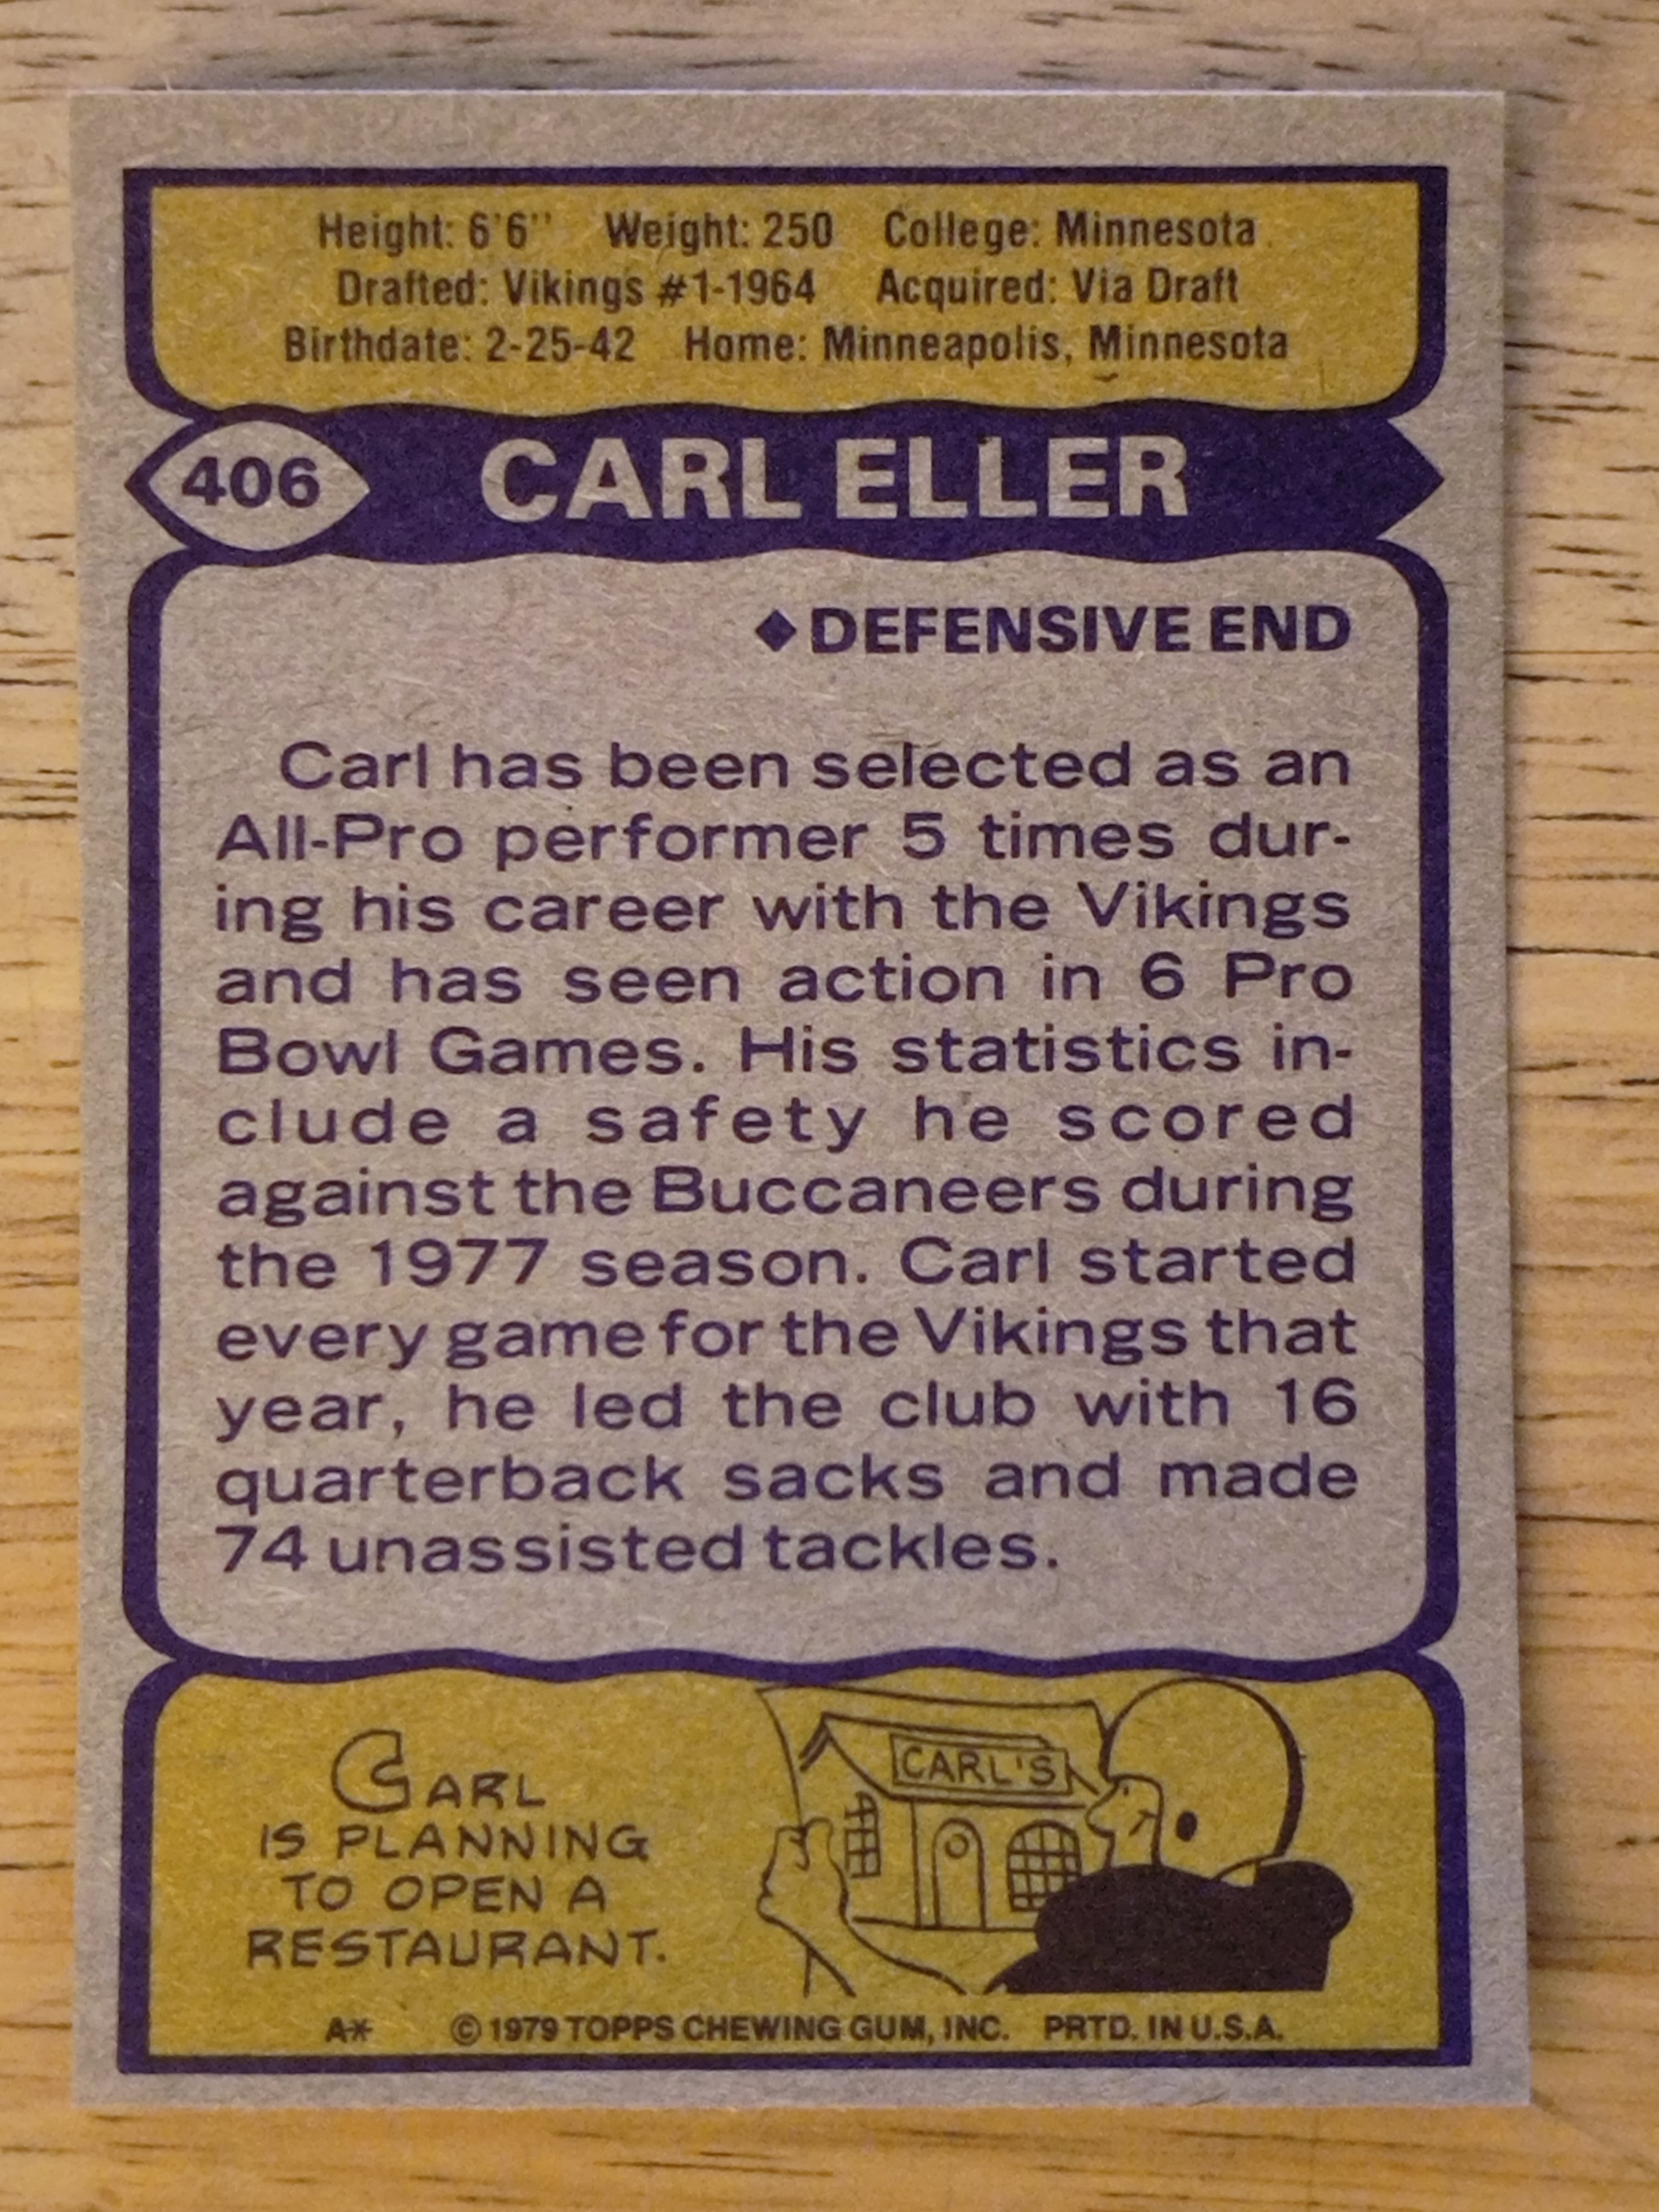 Height: 6'6'' Weight: 250 College: Minnesota
Drafted: Vikings #1-1964 Acquired: Via Draft
Birthdate: 2-25-42 Home: Minneapolis, Minnesota
406 CARL ELLER
◆DEFENSIVE END
Carl has been selected as an
All-Pro performer 5 times dur-
ing his career with the Vikings
and has seen action in 6 Pro
Bowl Games. His statistics in-
clude a safety he scored
against the Buccaneers during
the 1977 season. Carl started
every game for the Vikings that
year, he led the club with 16
quarterback sacks and made
74 unassisted tackles.
CARL
IS PLANNING
TO OPEN A
RESTAURANT.
CARL'S
A* © 1979 TOPPS CHEWING GUM, INC. PRTD. IN U.S.A.